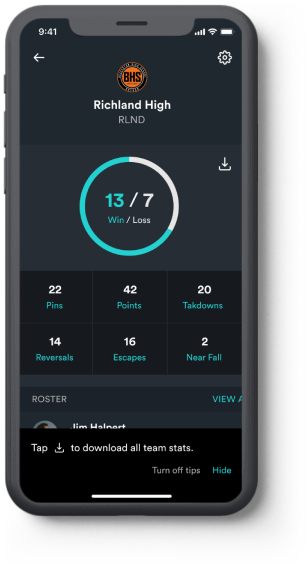 9:41
BHS
Richland High
RLND
13 / 7
Win / Loss
22 42 20
Pins Points Takdowns
14 16 2
Reversals Escapes Near Fall
ROSTER VIEW A
Jim Halpert
Tap to download all team stats.
Turn off tips Hide